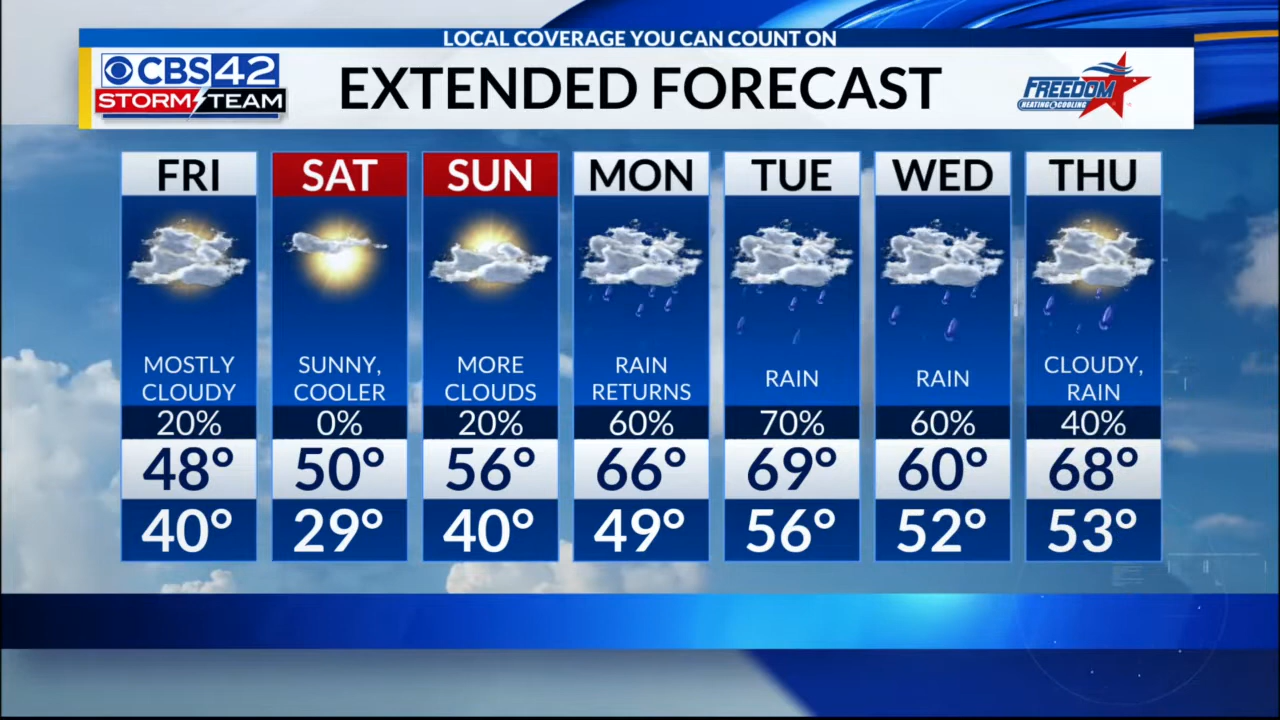 LOCAL COVERAGE YOU CAN COUNT ON
CBS42
STORM TEAM
EXTENDED FORECAST
FREEDOM
HEATING & COOLING
FRI SAT SUN MON TUE WED THU
MOSTLY CLOUDY
SUNNY, COOLER
MORE CLOUDS
RAIN RETURNS
RAIN
RAIN
CLOUDY, RAIN
20% 0% 20% 60% 70% 60% 40%
48° 50° 56° 66° 69° 60° 68°
40° 29° 40° 49° 56° 52° 53°